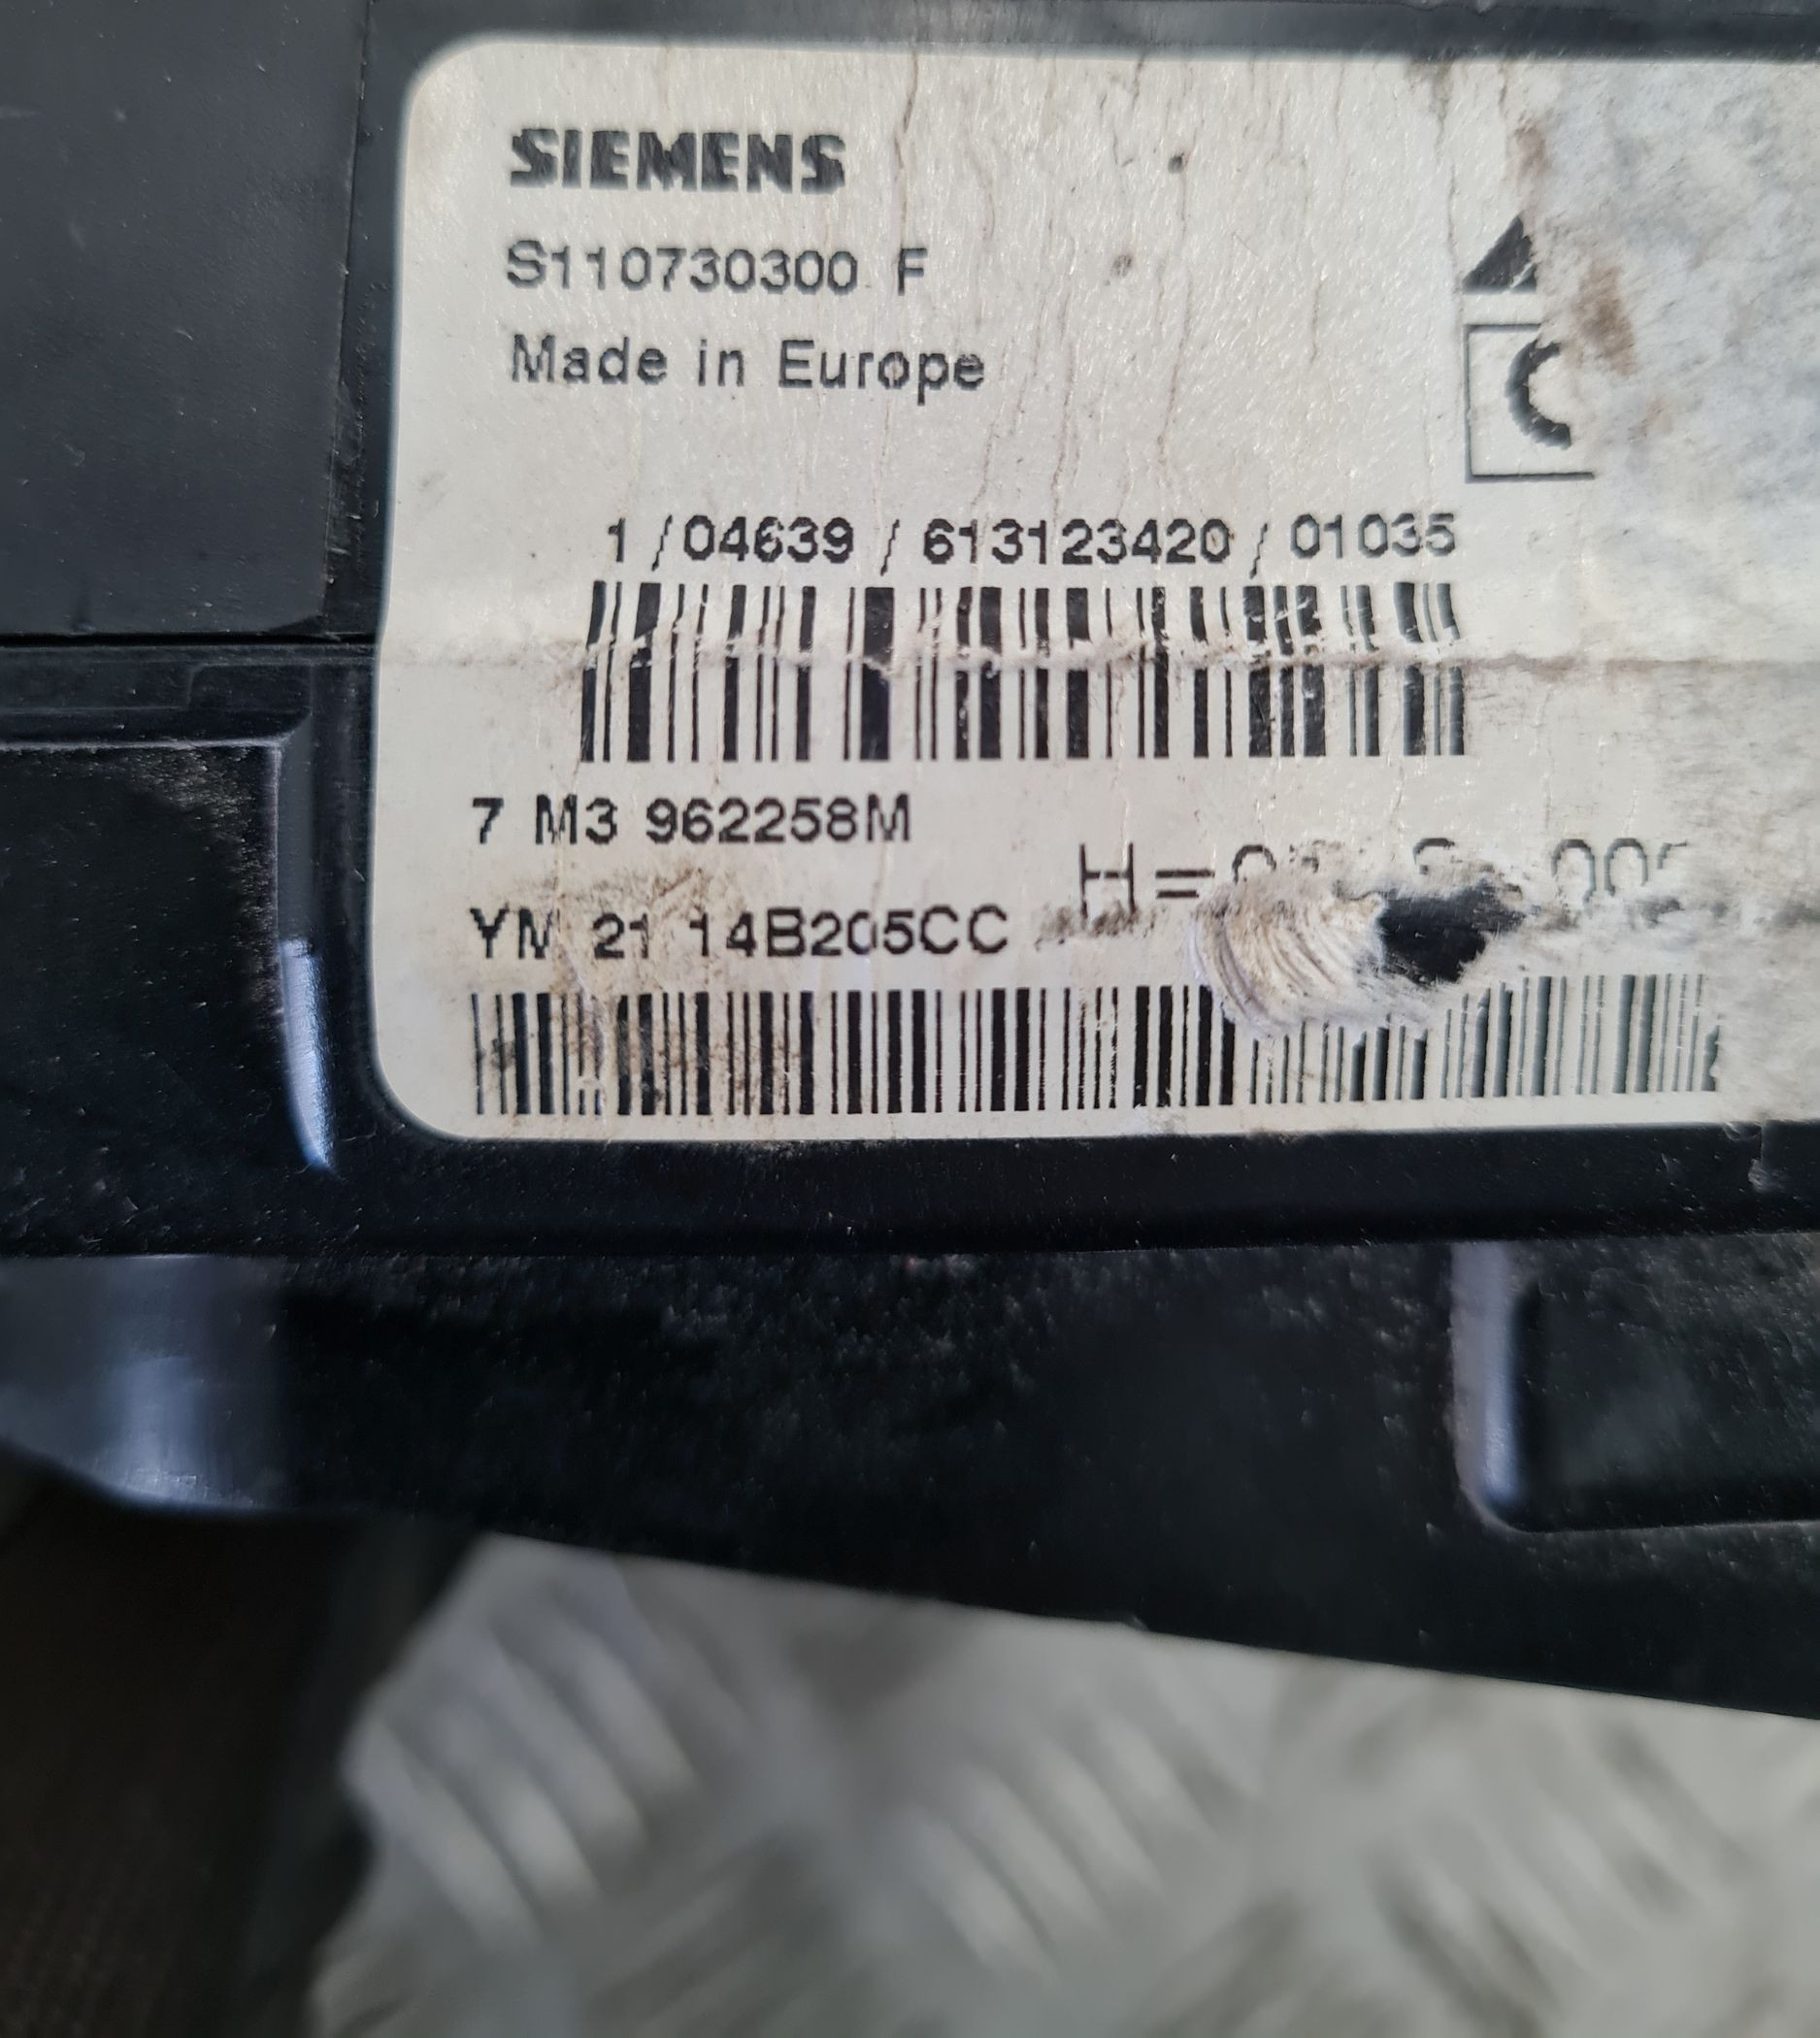 SIEMENS
S110730300 F
Made in Europe
C
1 / 04639 / 613123420 / 01035
7 M3 962258M
H=
YM 21 14B205CC